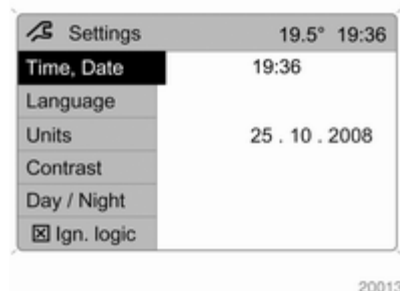 Settings 19.5° 19:36
Time, Date 19:36
Language
Units 25 . 10 . 2008
Contrast
Day / Night
Ign. logic
20013